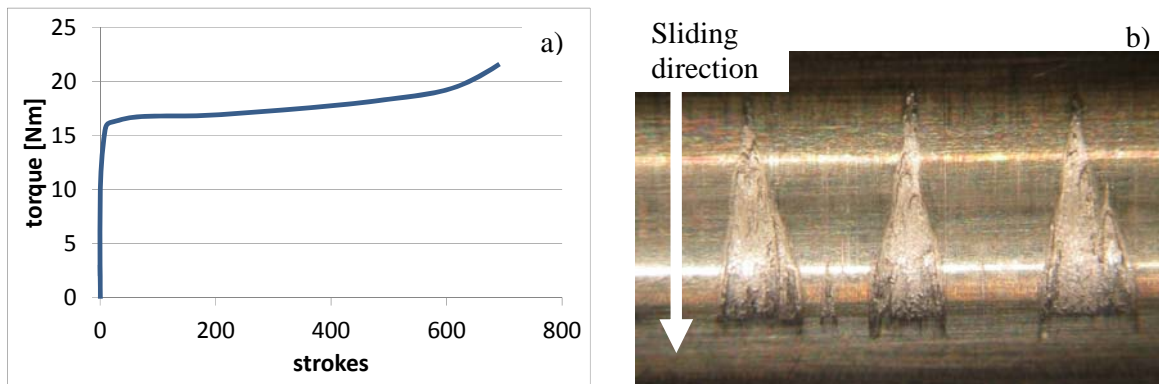 25
20
15
10
5
0
torque [Nm]
a)
0 200 400 600 800
strokes
Sliding
direction
b)